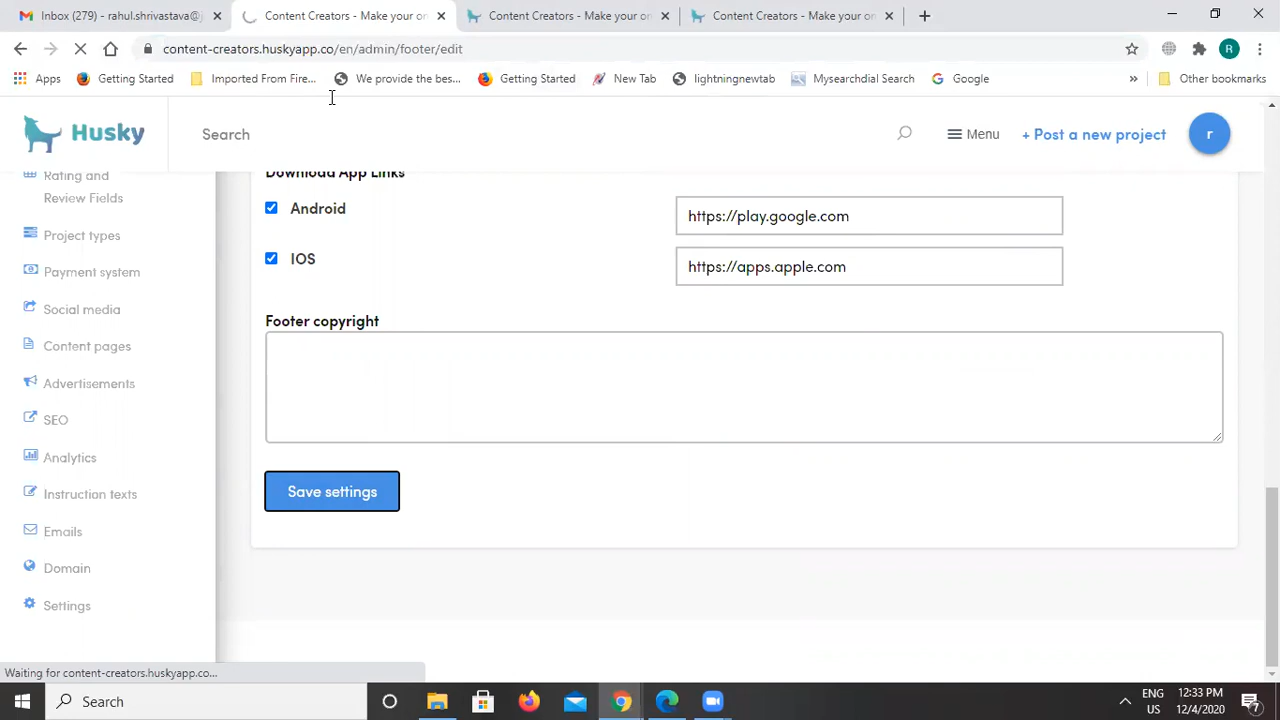 Inbox (279) - rahul.shrivastava@j
Content Creators - Make your on
Content Creators - Make your on
Content Creators - Make your on
content-creators.huskyapp.co/en/admin/footer/edit
R
Apps
Getting Started
Imported From Fire...
We provide the bes...
Getting Started
New Tab
lightningnewtab
Mysearchdial Search
Google
»
Other bookmarks
Husky
Search
Menu
+ Post a new project
r
Rating and
Review Fields
Project types
Payment system
Social media
Content pages
Advertisements
SEO
Analytics
Instruction texts
Emails
Domain
Settings
Download App Links
Android
https://play.google.com
IOS
https://apps.apple.com
Footer copyright
Save settings
Waiting for content-creators.huskyapp.co...
Search
ENG
US
12:33 PM
12/4/2020
7